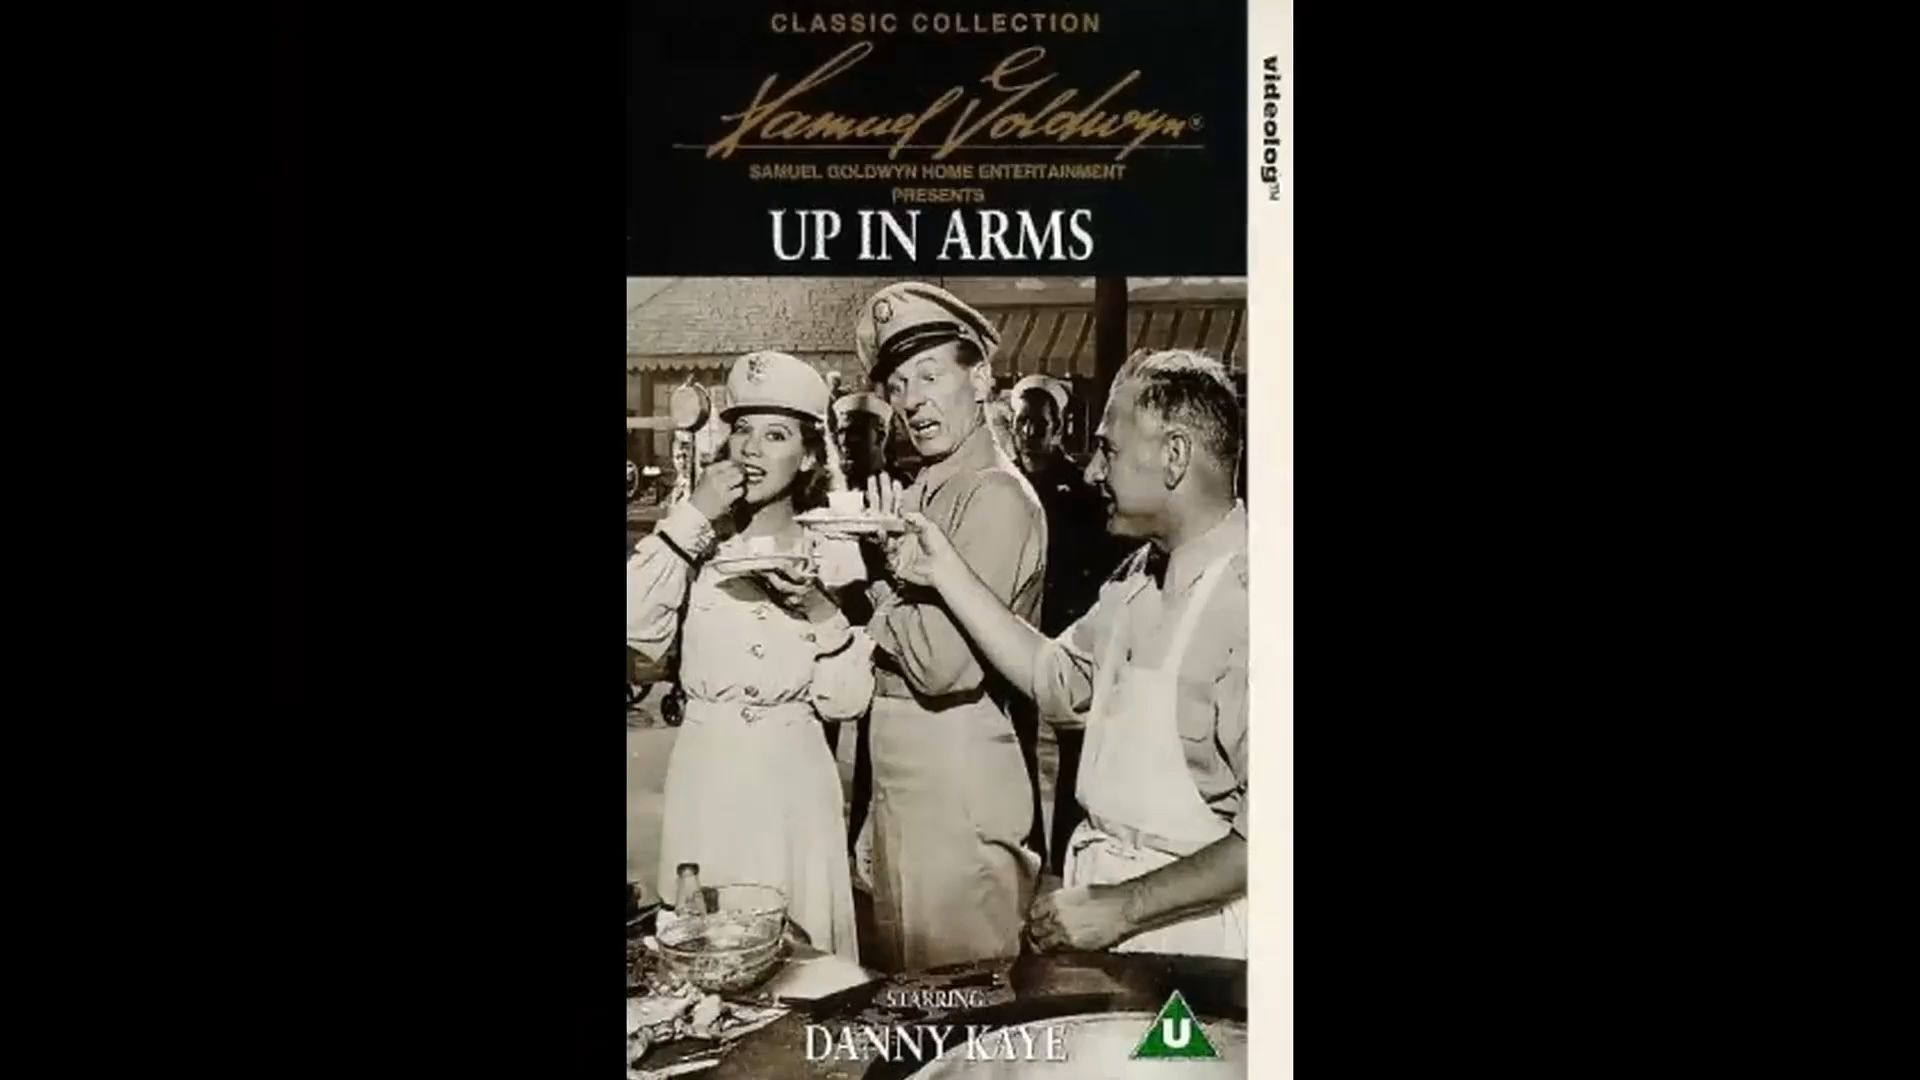 CLASSIC COLLECTION
Samuel Goldwyn®
SAMUEL GOLDWYN HOME ENTERTAINMENT
PRESENTS
UP IN ARMS
videolog™
STARRING
DANNY KAYE
U